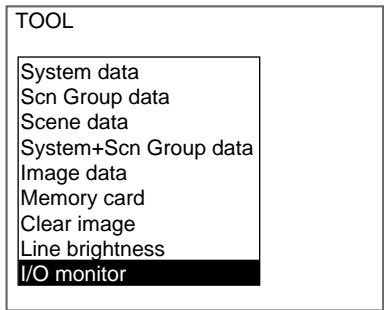 TOOL
System data
Scn Group data
Scene data
System+Scn Group data
Image data
Memory card
Clear image
Line brightness
I/O monitor